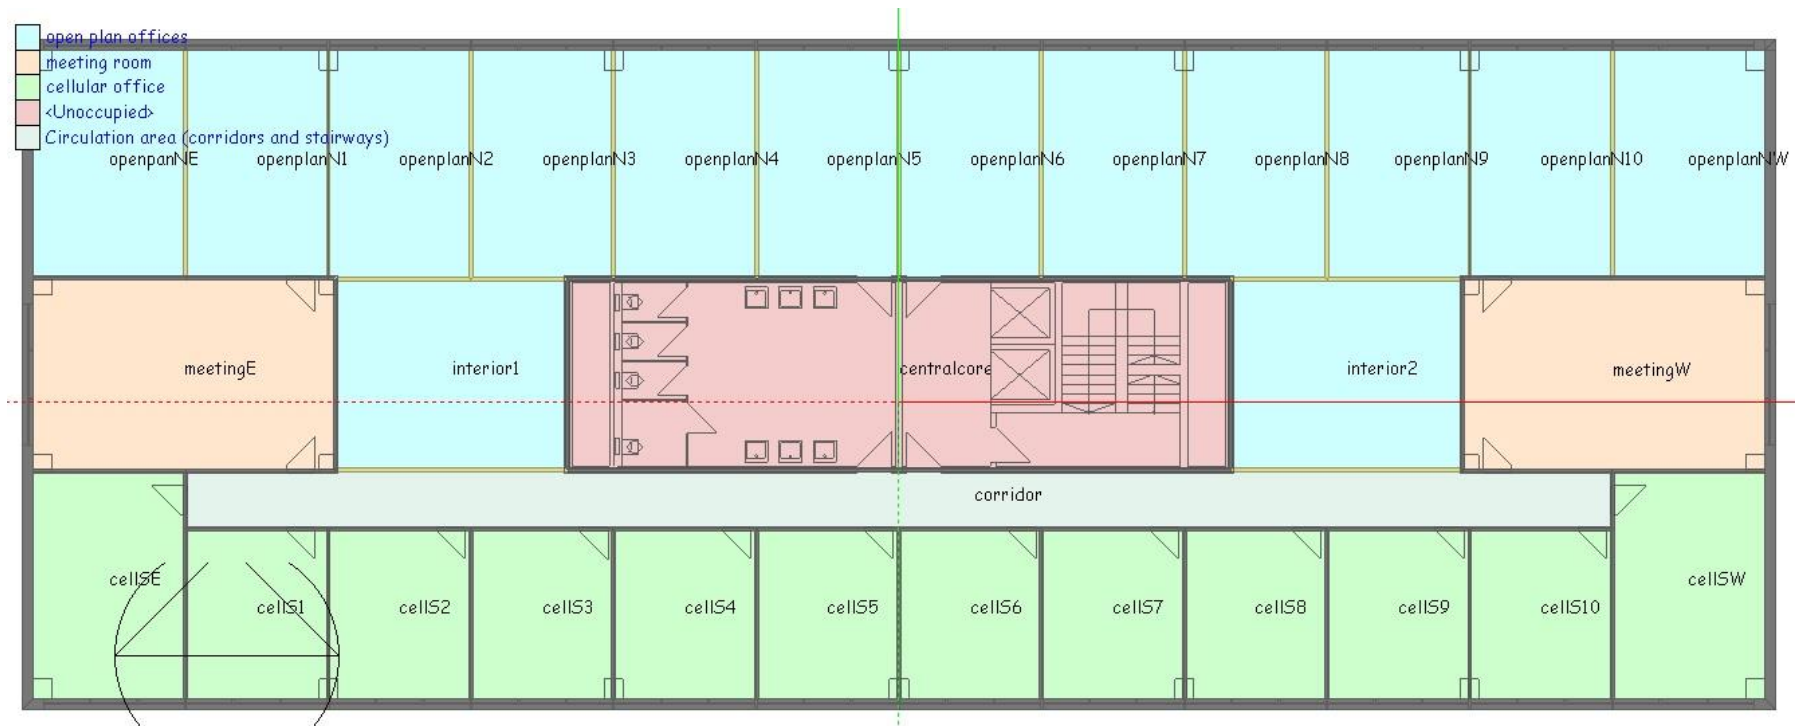 open plan offices
meeting room
cellular office
<Unoccupied>
Circulation area (corridors and stairways)
openpanNE openplanN1 openplanN2 openplanN3 openplanN4 openplanN5 openplanN6 openplanN7 openplanN8 openplanN9 openplanN10 openplanNW
meetingE interior1 centralcore interior2 meetingW
corridor
cellSE cellSW
cellS1 cellS2 cellS3 cellS4 cellS5 cellS6 cellS7 cellS8 cellS9 cellS10